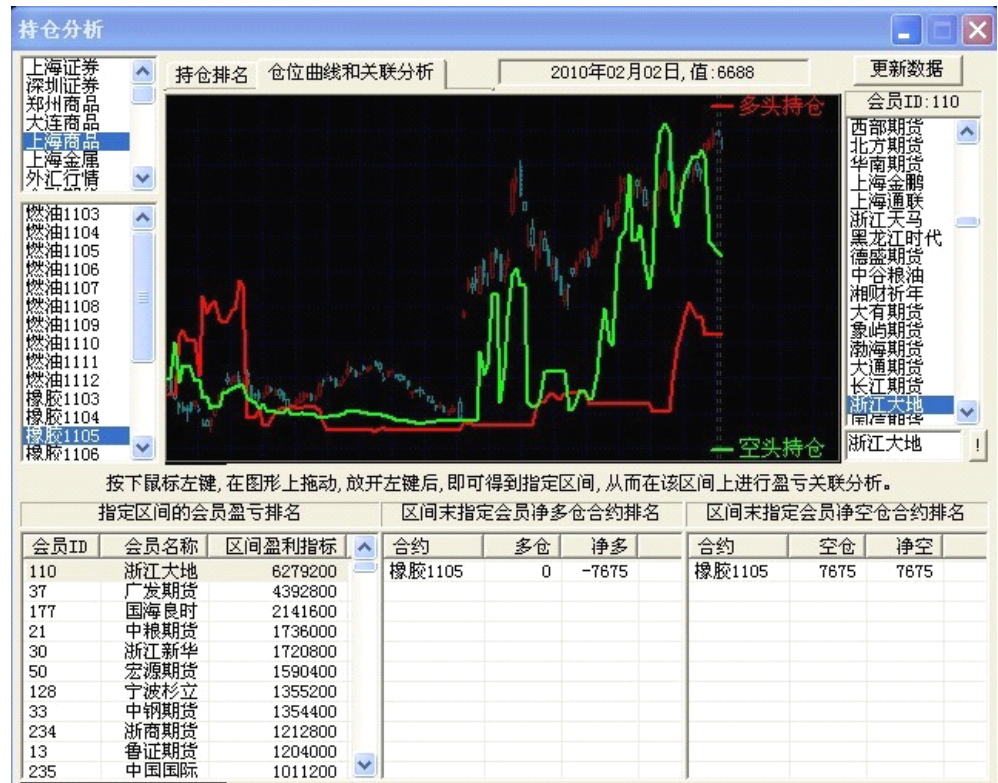 持仓分析
上海证券
深圳证券
郑州商品
大连商品
上海商品
上海金属
外汇行情
持仓排名
仓位曲线和关联分析
2010年02月02日,值:6688
更新数据
会员ID:110
多头持仓
空头持仓
燃油1103
燃油1104
燃油1105
燃油1106
燃油1107
燃油1108
燃油1109
燃油1110
燃油1111
燃油1112
橡胶1103
橡胶1104
橡胶1105
橡胶1106
西部期货
北方期货
华南期货
上海金鹏
上海通联
浙江天马
黑龙江时代
德盛期货
中谷粮油
湘财祈年
大有期货
象屿期货
渤海期货
大通期货
长江期货
浙江大地
国信期货
浙江大地
!
按下鼠标左键,在图形上拖动,放开左键后,即可得到指定区间,从而在该区间上进行盈亏关联分析。
指定区间的会员盈亏排名
会员ID 会员名称 区间盈利指标
110 浙江大地 6279200
37 广发期货 4392800
177 国海良时 2141600
21 中粮期货 1736000
30 浙江新华 1720800
50 宏源期货 1590400
128 宁波杉立 1355200
33 中钢期货 1354400
234 浙商期货 1212800
13 鲁证期货 1204000
235 中国国际 1011200
区间末指定会员净多仓合约排名
合约 多仓 净多
橡胶1105 0 -7675
区间末指定会员净空仓合约排名
合约 空仓 净空
橡胶1105 7675 7675